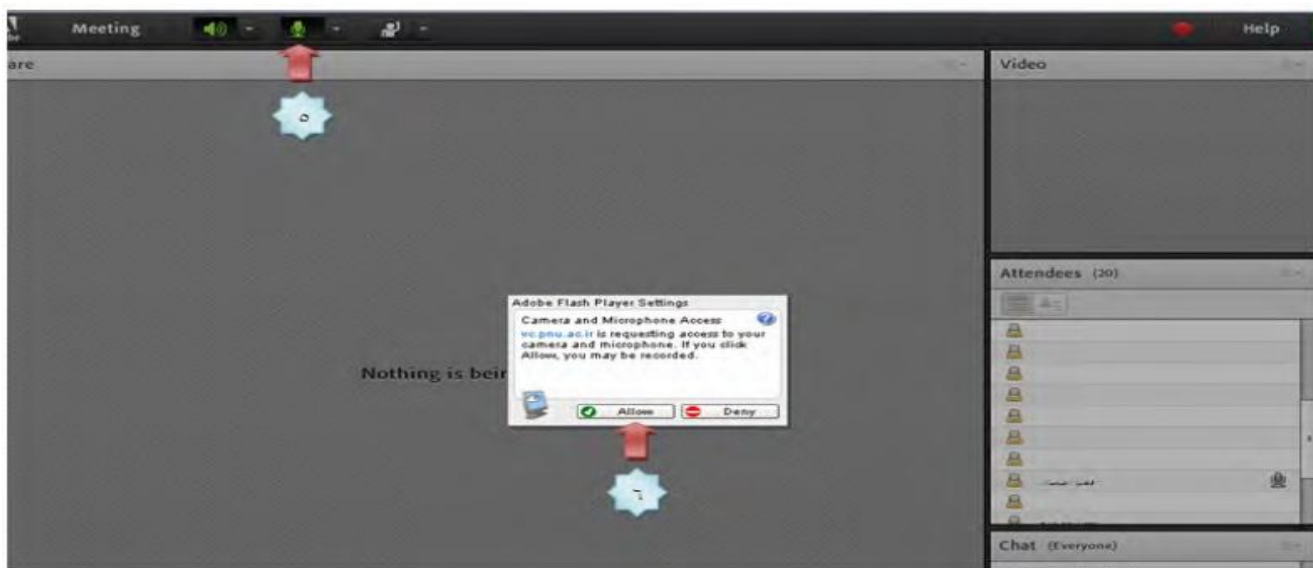 Meeting
Help
are
Video
۵
Attendees (20)
Adobe Flash Player Settings
Camera and Microphone Access
vc.pnu.ac.ir is requesting access to your
camera and microphone. If you click
Allow, you may be recorded.
Nothing is bein
Allow
Deny
۶
Chat (Everyone)